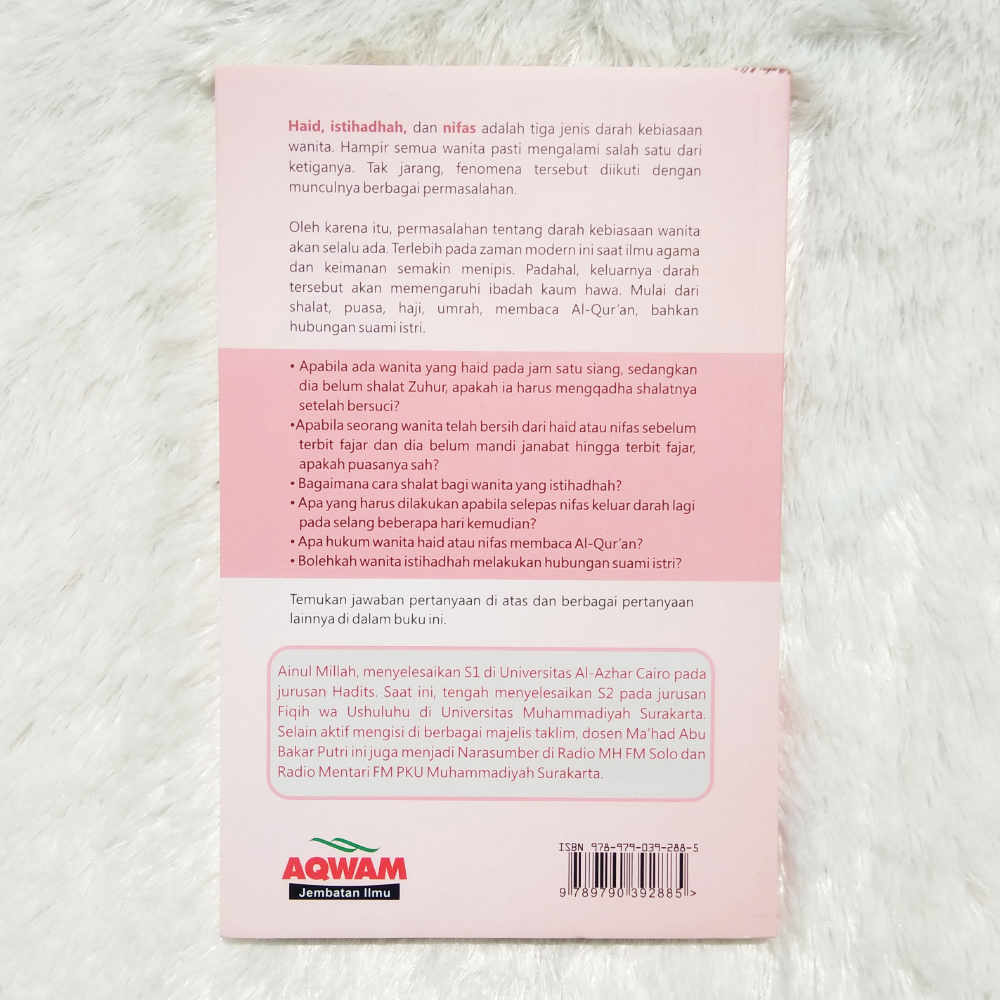 Haid, istihadhah, dan nifas adalah tiga jenis darah kebiasaan
wanita. Hampir semua wanita pasti mengalami salah satu dari
ketiganya. Tak jarang, fenomena tersebut diikuti dengan
munculnya berbagai permasalahan.
Oleh karena itu, permasalahan tentang darah kebiasaan wanita
akan selalu ada. Terlebih pada zaman modern ini saat ilmu agama
dan keimanan semakin menipis. Padahal, keluarnya darah
tersebut akan memengaruhi ibadah kaum hawa. Mulai dari
shalat, puasa, haji, umrah, membaca Al-Qur'an, bahkan
hubungan suami istri.
• Apabila ada wanita yang haid pada jam satu siang, sedangkan
dia belum shalat Zuhur, apakah ia harus mengqadha shalatnya
setelah bersuci?
•Apabila seorang wanita telah bersih dari haid atau nifas sebelum
terbit fajar dan dia belum mandi janabat hingga terbit fajar,
apakah puasanya sah?
• Bagaimana cara shalat bagi wanita yang istihadhah?
• Apa yang harus dilakukan apabila selepas nifas keluar darah lagi
pada selang beberapa hari kemudian?
• Apa hukum wanita haid atau nifas membaca Al-Qur'an?
• Bolehkah wanita istihadhah melakukan hubungan suami istri?
Temukan jawaban pertanyaan di atas dan berbagai pertanyaan
lainnya di dalam buku ini.
Ainul Millah, menyelesaikan S1 di Universitas Al-Azhar Cairo pada
jurusan Hadits. Saat ini, tengah menyelesaikan S2 pada jurusan
Fiqih wa Ushuluhu di Universitas Muhammadiyah Surakarta.
Selain aktif mengisi di berbagai majelis taklim, dosen Ma'had Abu
Bakar Putri ini juga menjadi Narasumber di Radio MH FM Solo dan
Radio Mentari FM PKU Muhammadiyah Surakarta.
AQWAM
Jembatan Ilmu
ISBN 978-979-039-288-5
9 789790 392885 >